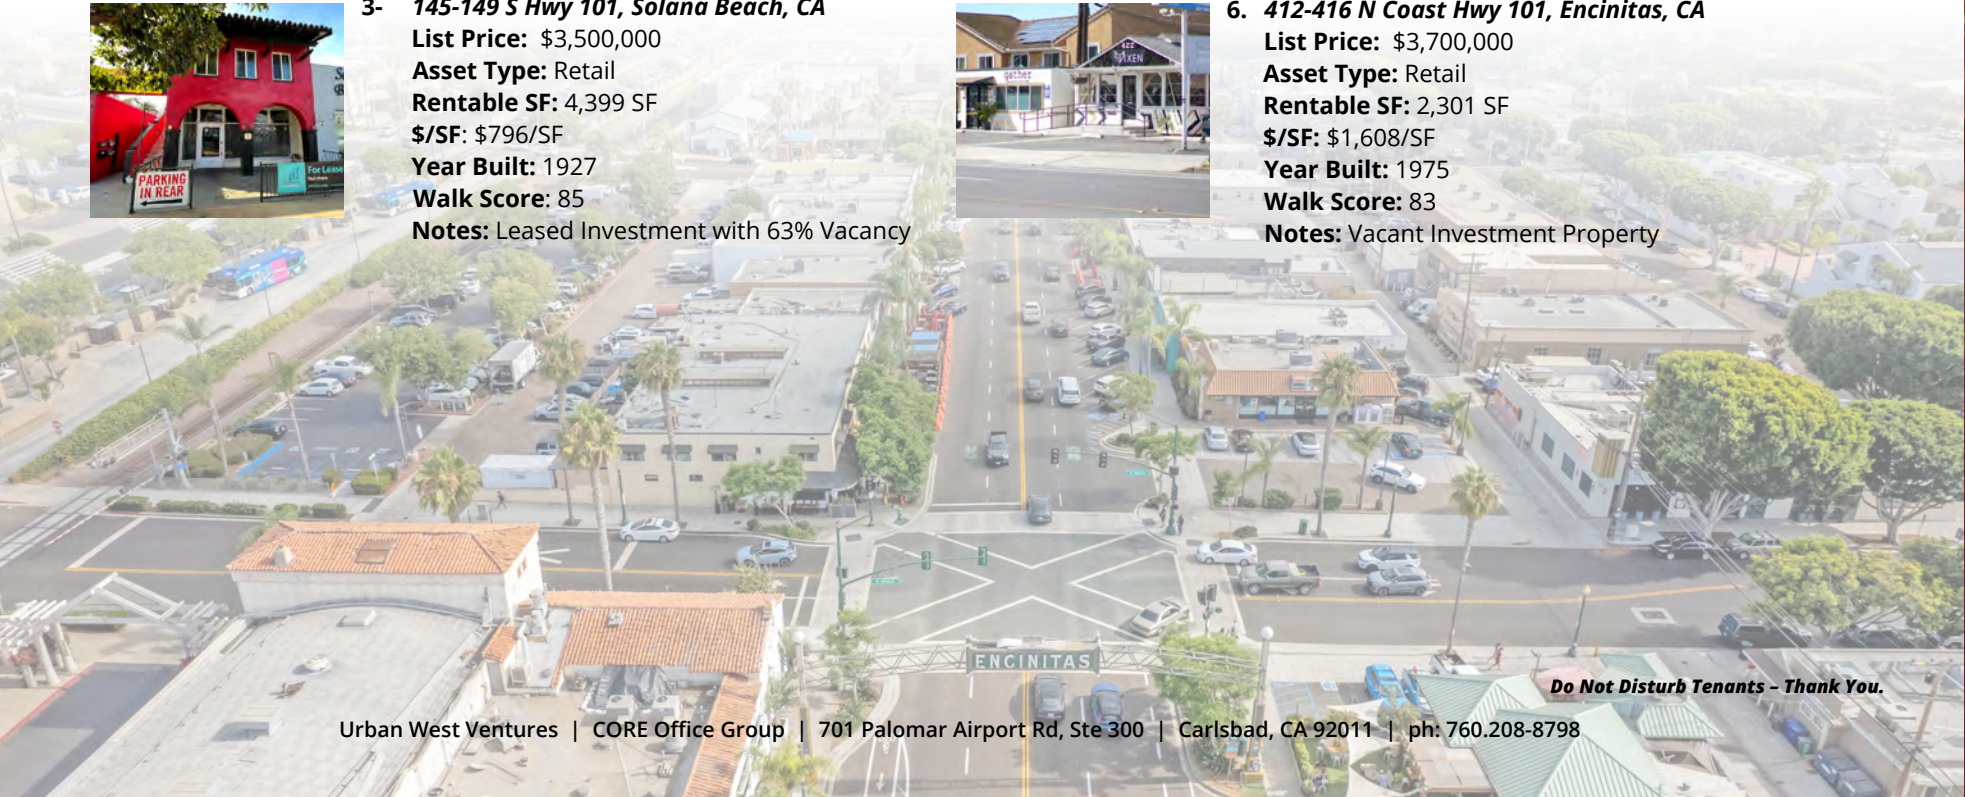 3- 145-149 S Hwy 101, Solana Beach, CA
List Price: $3,500,000
Asset Type: Retail
Rentable SF: 4,399 SF
$/SF: $796/SF
Year Built: 1927
Walk Score: 85
Notes: Leased Investment with 63% Vacancy
PARKING
IN REAR
For Lease
6. 412-416 N Coast Hwy 101, Encinitas, CA
List Price: $3,700,000
Asset Type: Retail
Rentable SF: 2,301 SF
$/SF: $1,608/SF
Year Built: 1975
Walk Score: 83
Notes: Vacant Investment Property
gather
VIXEN
ENCINITAS
Do Not Disturb Tenants – Thank You.
Urban West Ventures | CORE Office Group | 701 Palomar Airport Rd, Ste 300 | Carlsbad, CA 92011 | ph: 760.208-8798